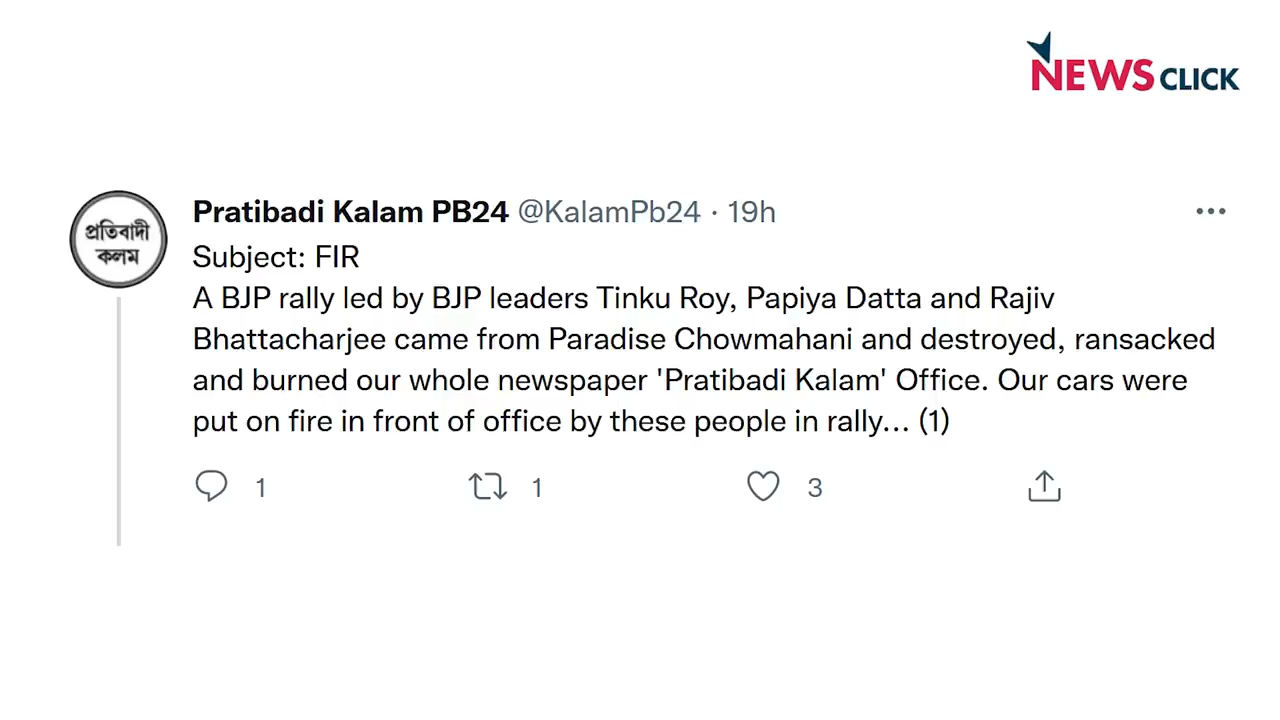 NEWSCLICK
Pratibadi Kalam PB24 @KalamPb24 · 19h
প্রতিবাদী
কলম
Subject: FIR
A BJP rally led by BJP leaders Tinku Roy, Papiya Datta and Rajiv
Bhattacharjee came from Paradise Chowmahani and destroyed, ransacked
and burned our whole newspaper 'Pratibadi Kalam' Office. Our cars were
put on fire in front of office by these people in rally... (1)
1 1 3